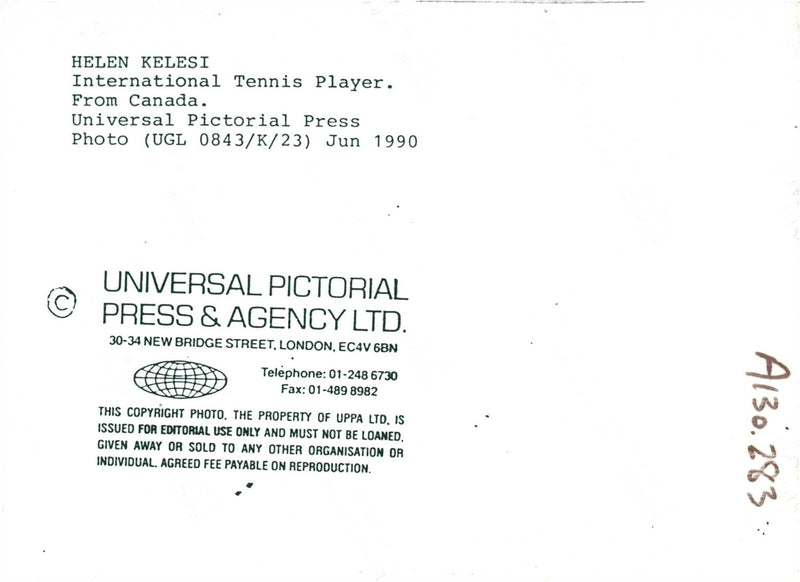 HELEN KELESI
International Tennis Player.
From Canada.
Universal Pictorial Press
Photo (UGL 0843/K/23) Jun 1990
©
UNIVERSAL PICTORIAL
PRESS & AGENCY LTD.
30-34 NEW BRIDGE STREET, LONDON, EC4V 6BN
Telephone: 01-248 6730
Fax: 01-489 8982
THIS COPYRIGHT PHOTO. THE PROPERTY OF UPPA LTD. IS
ISSUED FOR EDITORIAL USE ONLY AND MUST NOT BE LOANED,
GIVEN AWAY OR SOLD TO ANY OTHER ORGANISATION OR
INDIVIDUAL. AGREED FEE PAYABLE ON REPRODUCTION.
A130.283